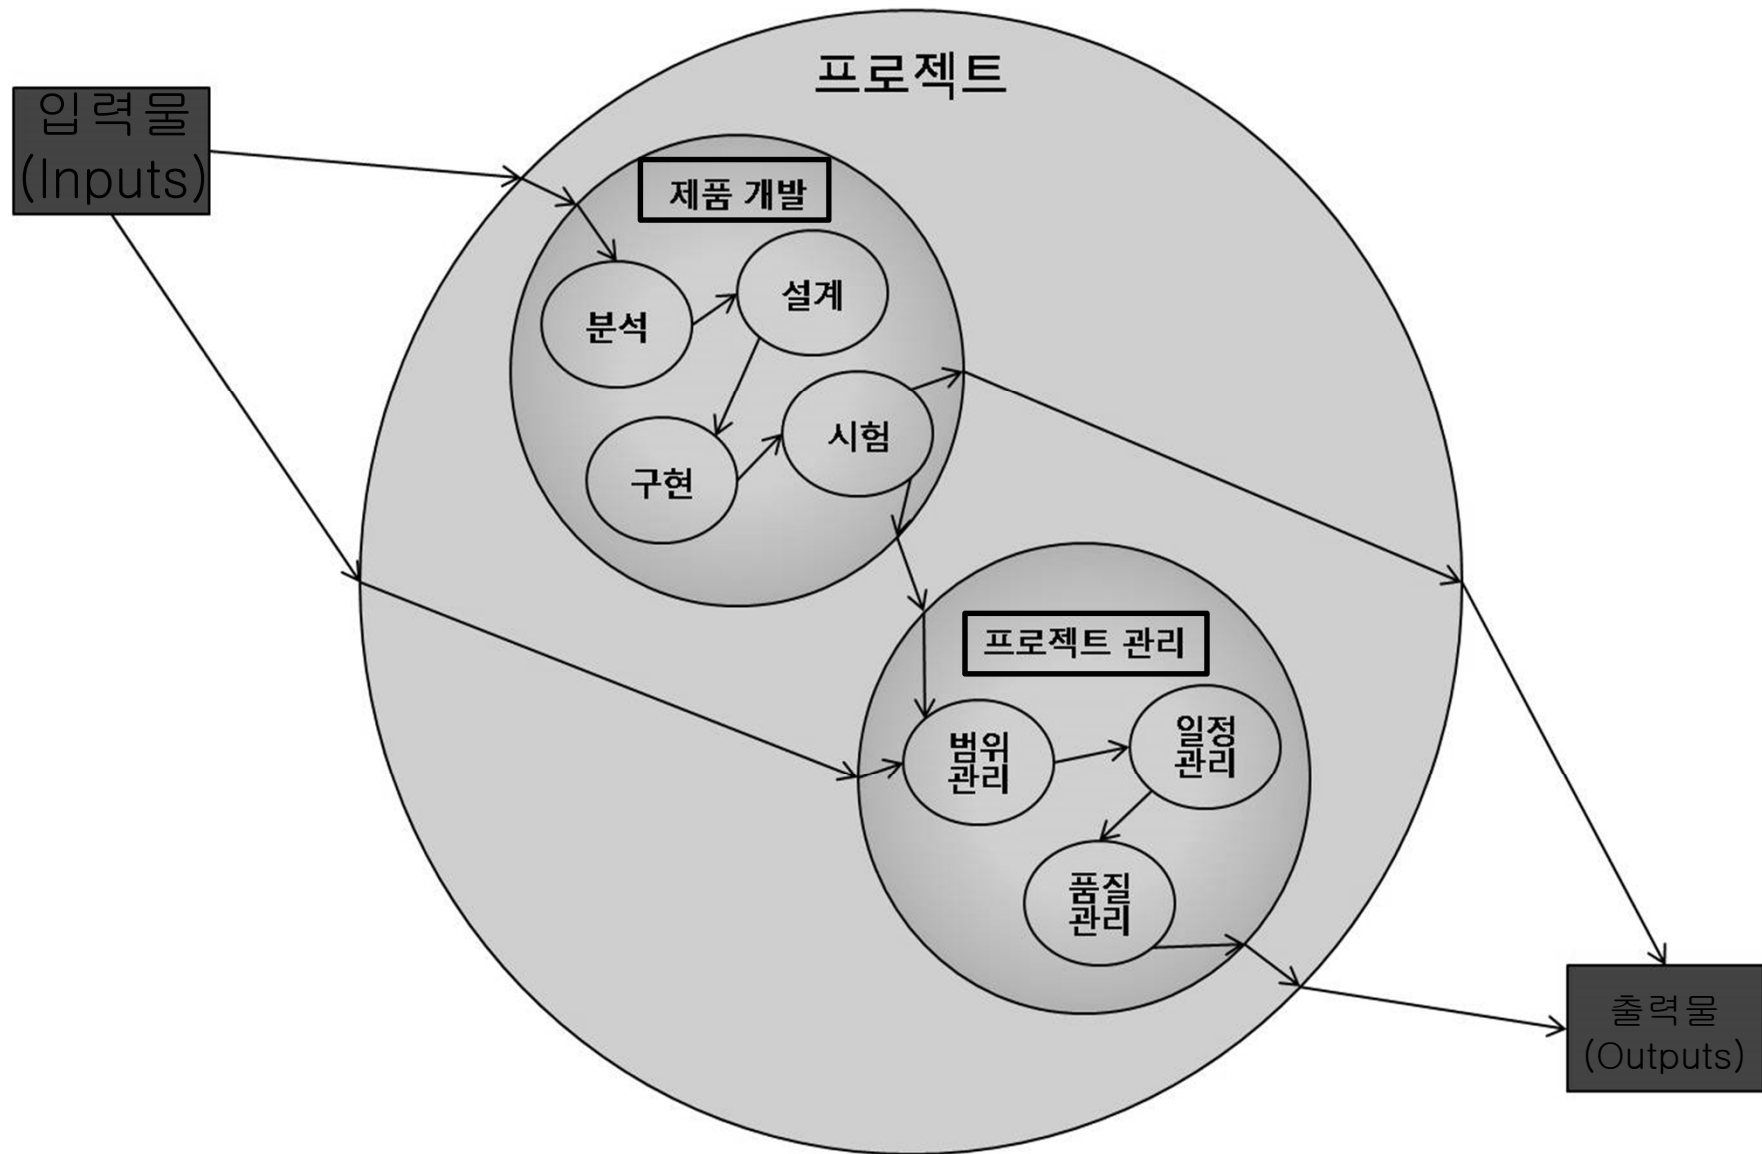 프로젝트
입력물
(Inputs)
제품 개발
분석
설계
구현
시험
프로젝트 관리
범위
관리
일정
관리
품질
관리
출력물
(Outputs)